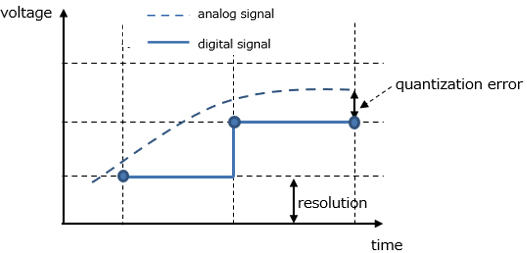 voltage
analog signal
digital signal
quantization error
resolution
time